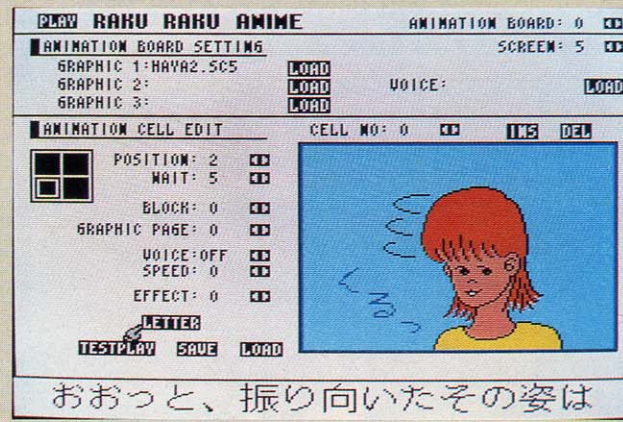 PLAY RAKU RAKU ANIME ANIMATION BOARD: 0
ANIMATION BOARD SETTING SCREEN: 5
GRAPHIC 1:HAYA2.SC5 LOAD
GRAPHIC 2: LOAD VOICE: LOAD
GRAPHIC 3: LOAD
ANIMATION CELL EDIT CELL NO: 0 INS DEL
POSITION: 2
WAIT: 5
BLOCK: 0
GRAPHIC PAGE: 0
VOICE:OFF
SPEED: 0
EFFECT: 0
くるっ
LETTER
TESTPLAY SAVE LOAD
おおっと、振り向いたその姿は